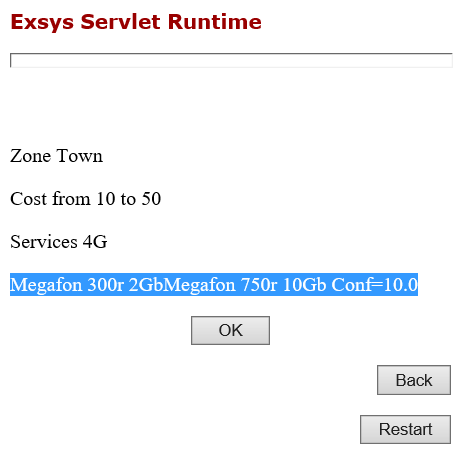 Exsys Servlet Runtime
Zone Town
Cost from 10 to 50
Services 4G
Megafon 300r 2GbMegafon 750r 10Gb Conf=10.0
OK
Back
Restart